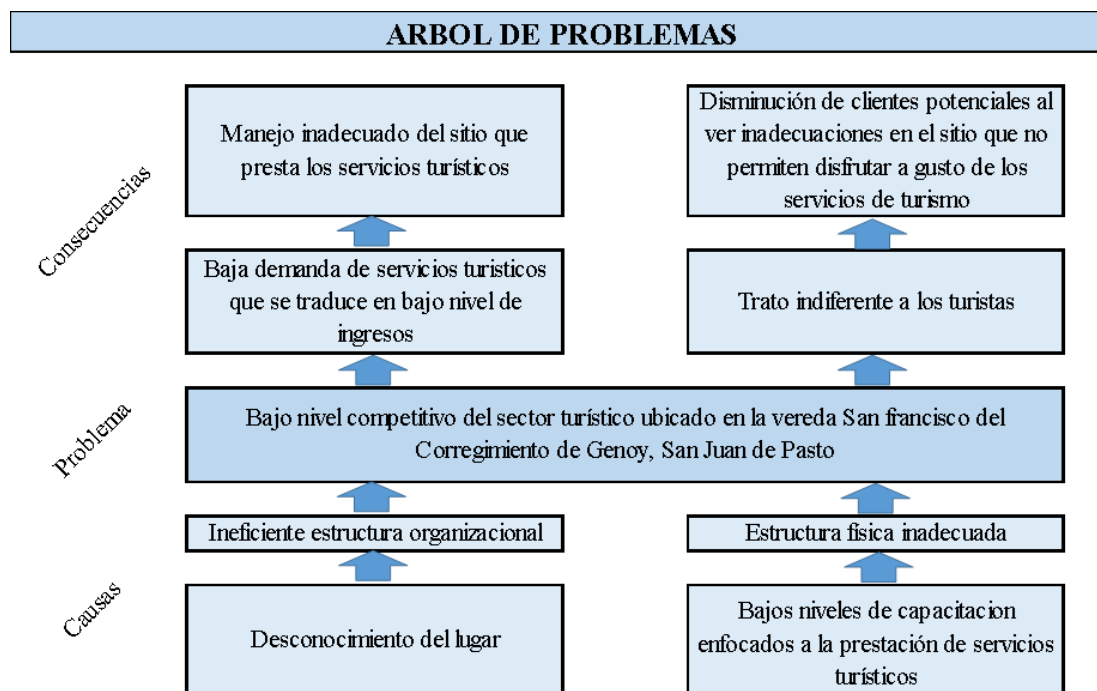 ARBOL DE PROBLEMAS
Consecuencias
Manejo inadecuado del sitio que
presta los servicios turísticos
Disminución de clientes potenciales al
ver inadecuaciones en el sitio que no
permiten disfrutar a gusto de los
servicios de turismo
Baja demanda de servicios turisticos
que se traduce en bajo nivel de
ingresos
Trato indiferente a los turistas
Problema
Bajo nivel competitivo del sector turístico ubicado en la vereda San francisco del
Corregimiento de Genoy, San Juan de Pasto
Causas
Ineficiente estructura organizacional
Estructura física inadecuada
Desconocimiento del lugar
Bajos niveles de capacitacion
enfocados a la prestación de servicios
turísticos